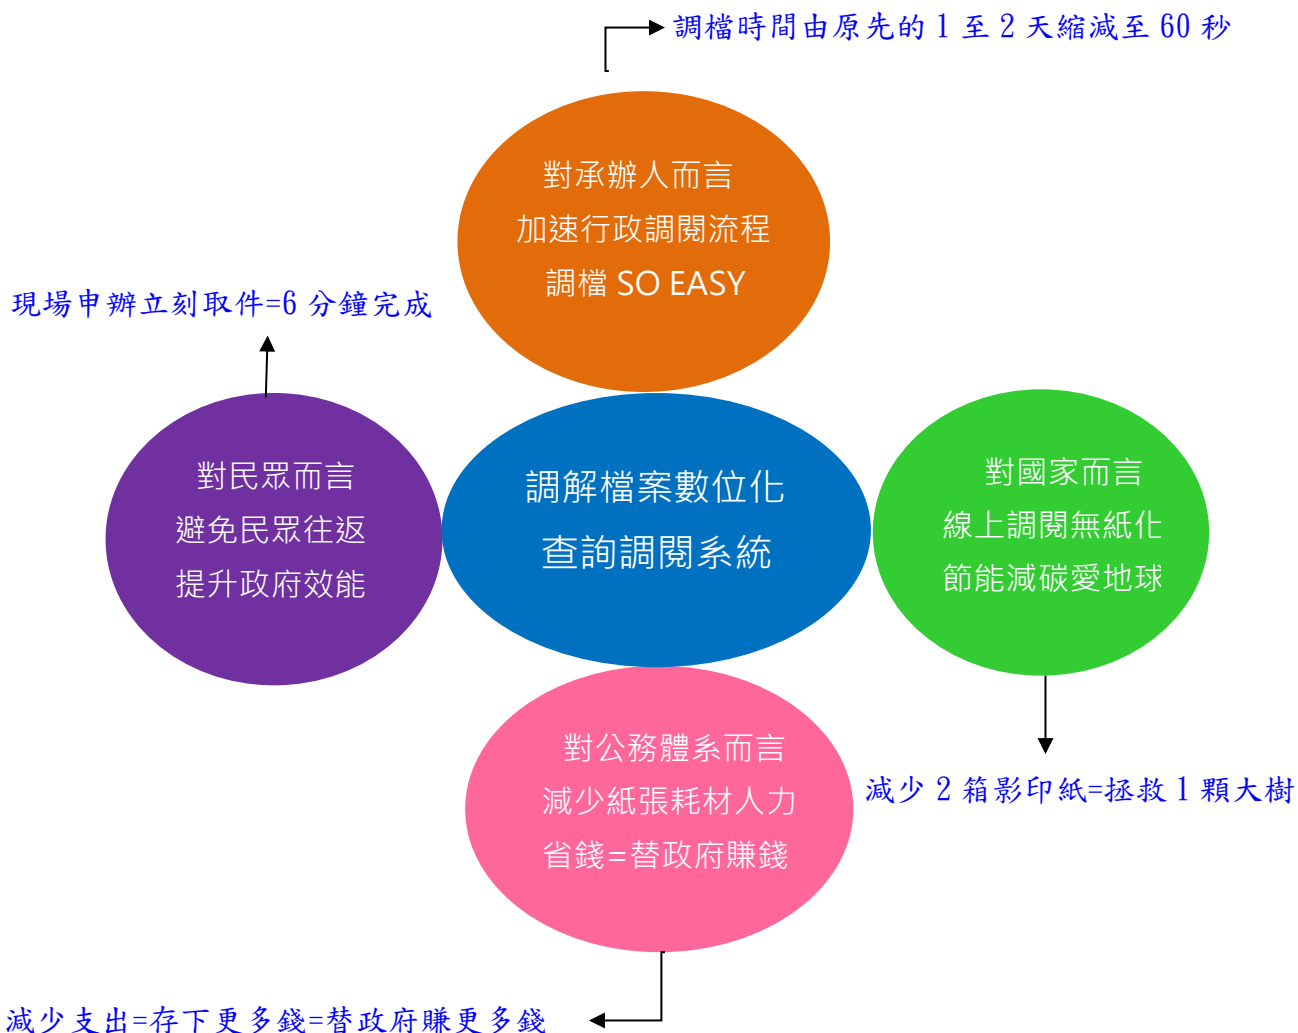 調檔時間由原先的 1 至 2 天縮減至 60 秒
對承辦人而言
加速行政調閱流程
調檔 SO EASY
現場申辦立刻取件=6 分鐘完成
對民眾而言
避免民眾往返
提升政府效能
調解檔案數位化
查詢調閱系統
對國家而言
線上調閱無紙化
節能減碳愛地球
對公務體系而言
減少紙張耗材人力
省錢=替政府賺錢
減少 2 箱影印紙=拯救 1 顆大樹
減少支出=存下更多錢=替政府賺更多錢